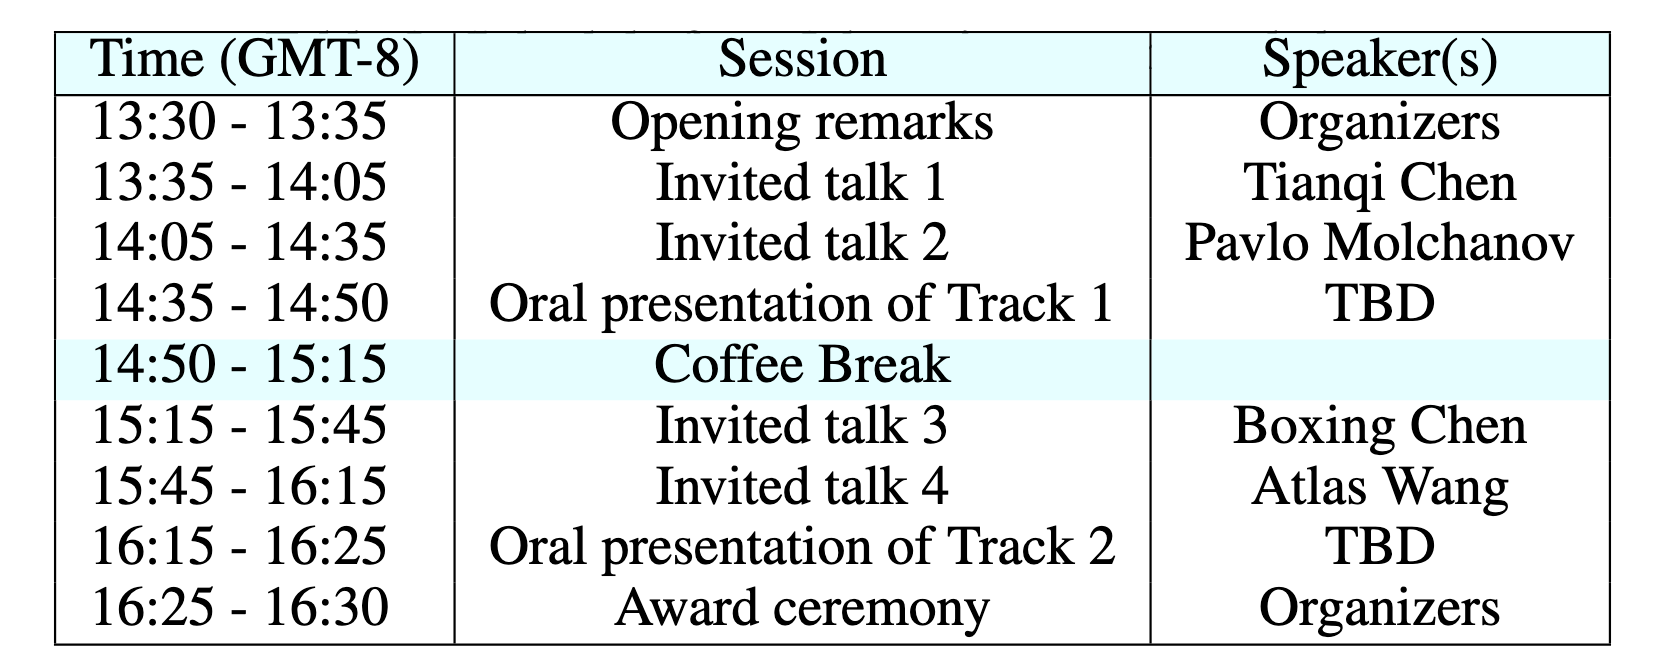 Time (GMT-8) Session Speaker(s)
13:30 - 13:35 Opening remarks Organizers
13:35 - 14:05 Invited talk 1 Tianqi Chen
14:05 - 14:35 Invited talk 2 Pavlo Molchanov
14:35 - 14:50 Oral presentation of Track 1 TBD
14:50 - 15:15 Coffee Break
15:15 - 15:45 Invited talk 3 Boxing Chen
15:45 - 16:15 Invited talk 4 Atlas Wang
16:15 - 16:25 Oral presentation of Track 2 TBD
16:25 - 16:30 Award ceremony Organizers